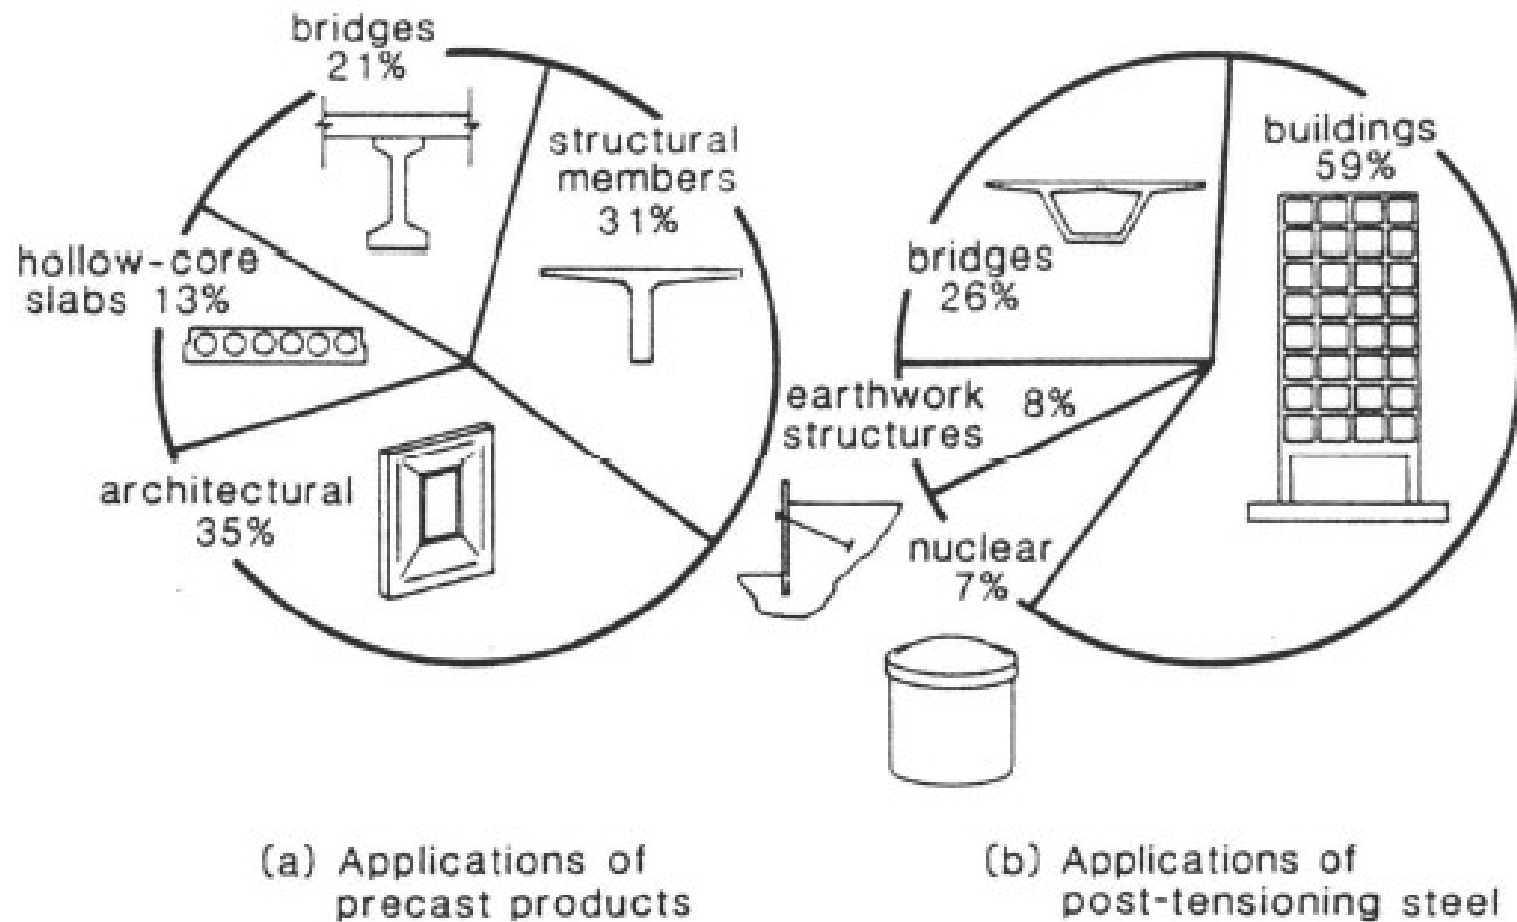 bridges
21%
structural
members
31%
hollow-core
slabs 13%
architectural
35%
buildings
59%
bridges
26%
earthwork
structures
8%
nuclear
7%
(a) Applications of
precast products
(b) Applications of
post-tensioning steel